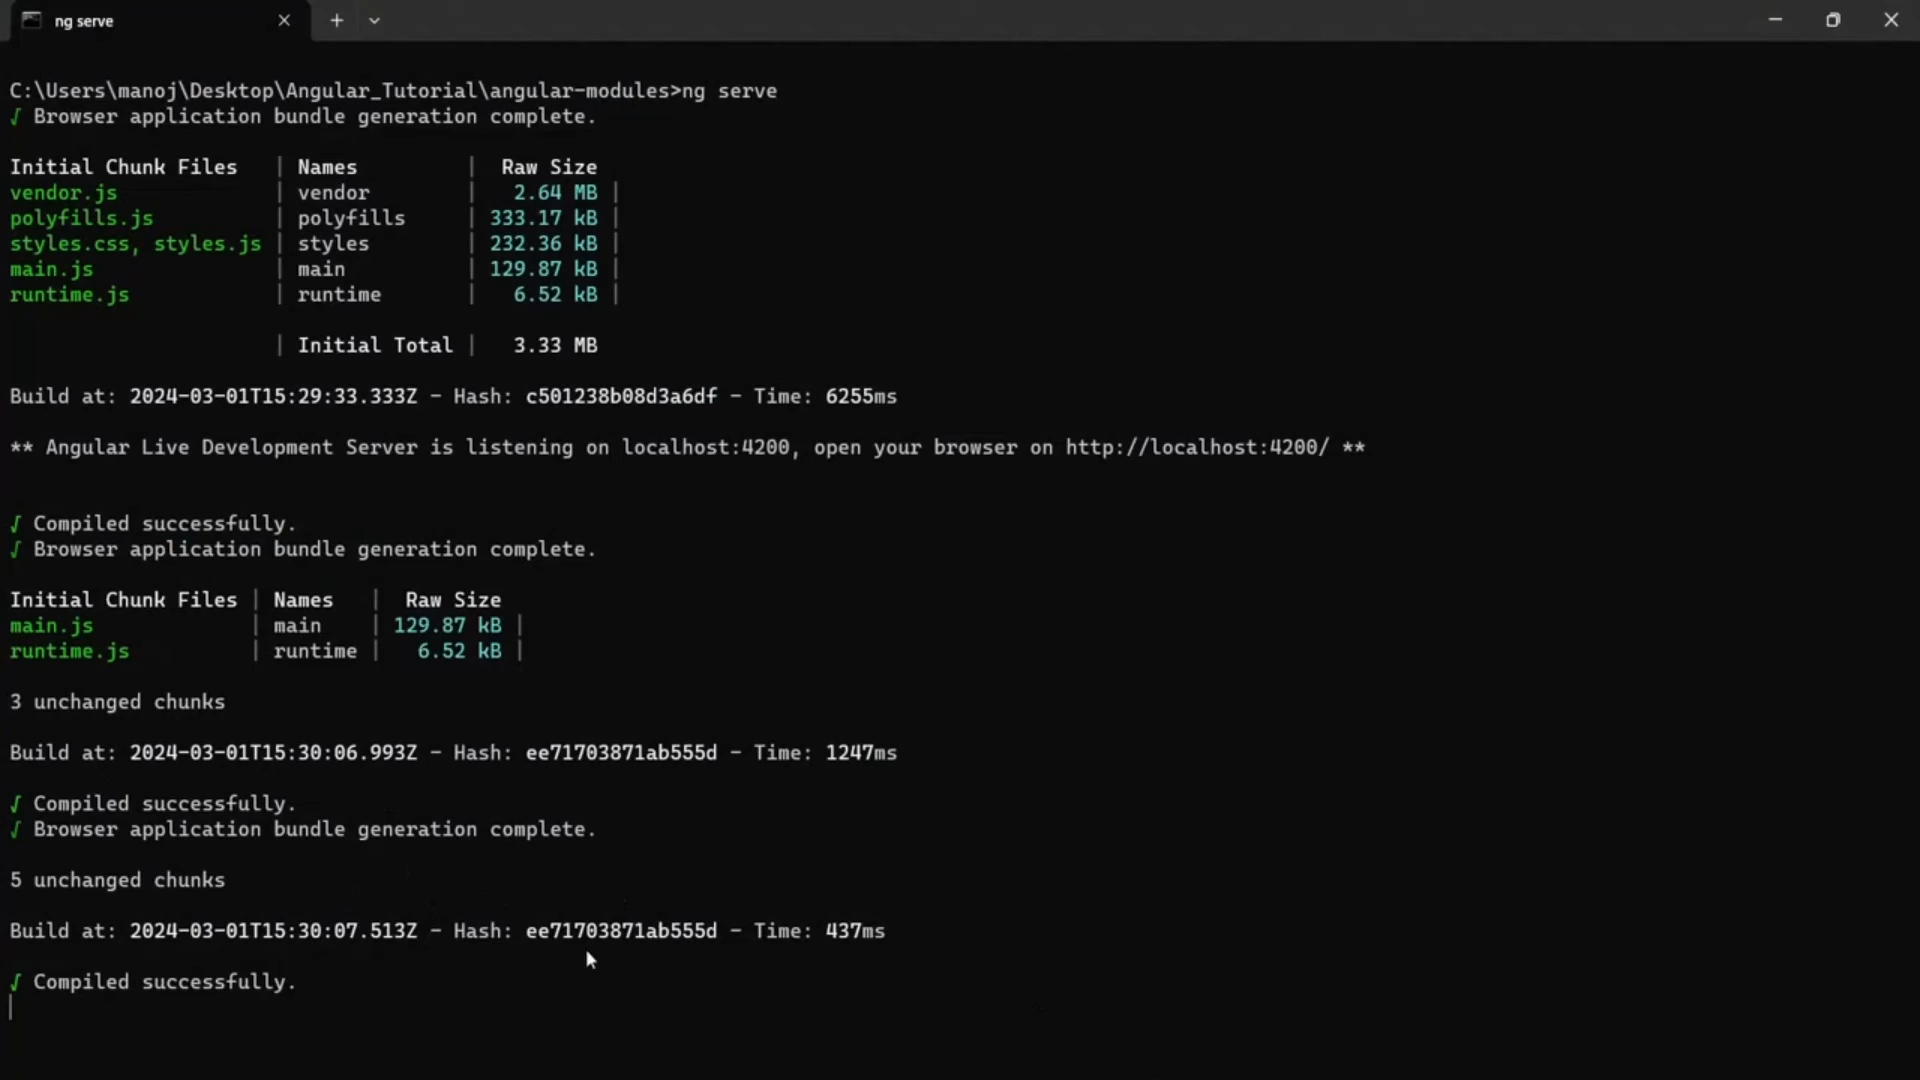 ng serve
C:\Users\manoj\Desktop\Angular_Tutorial\angular-modules>ng serve
√ Browser application bundle generation complete.
Initial Chunk Files | Names | Raw Size
vendor.js | vendor | 2.64 MB |
polyfills.js | polyfills | 333.17 kB |
styles.css, styles.js | styles | 232.36 kB |
main.js | main | 129.87 kB |
runtime.js | runtime | 6.52 kB |
| Initial Total | 3.33 MB
Build at: 2024-03-01T15:29:33.333Z - Hash: c501238b08d3a6df - Time: 6255ms
** Angular Live Development Server is listening on localhost:4200, open your browser on http://localhost:4200/ **
√ Compiled successfully.
√ Browser application bundle generation complete.
Initial Chunk Files | Names | Raw Size
main.js | main | 129.87 kB |
runtime.js | runtime | 6.52 kB |
3 unchanged chunks
Build at: 2024-03-01T15:30:06.993Z - Hash: ee71703871ab555d - Time: 1247ms
√ Compiled successfully.
√ Browser application bundle generation complete.
5 unchanged chunks
Build at: 2024-03-01T15:30:07.513Z - Hash: ee71703871ab555d - Time: 437ms
√ Compiled successfully.